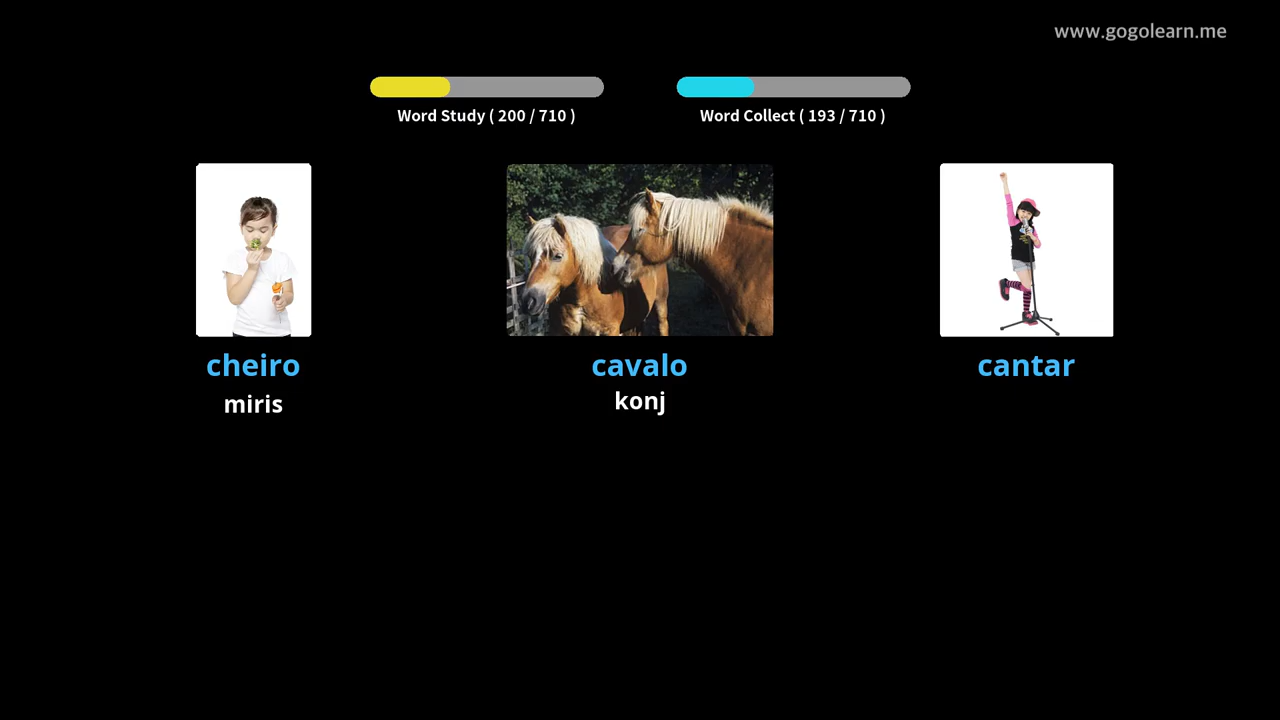 www.gogolearn.me
Word Study ( 200 / 710 )
Word Collect ( 193 / 710 )
cheiro
miris
cavalo
konj
cantar